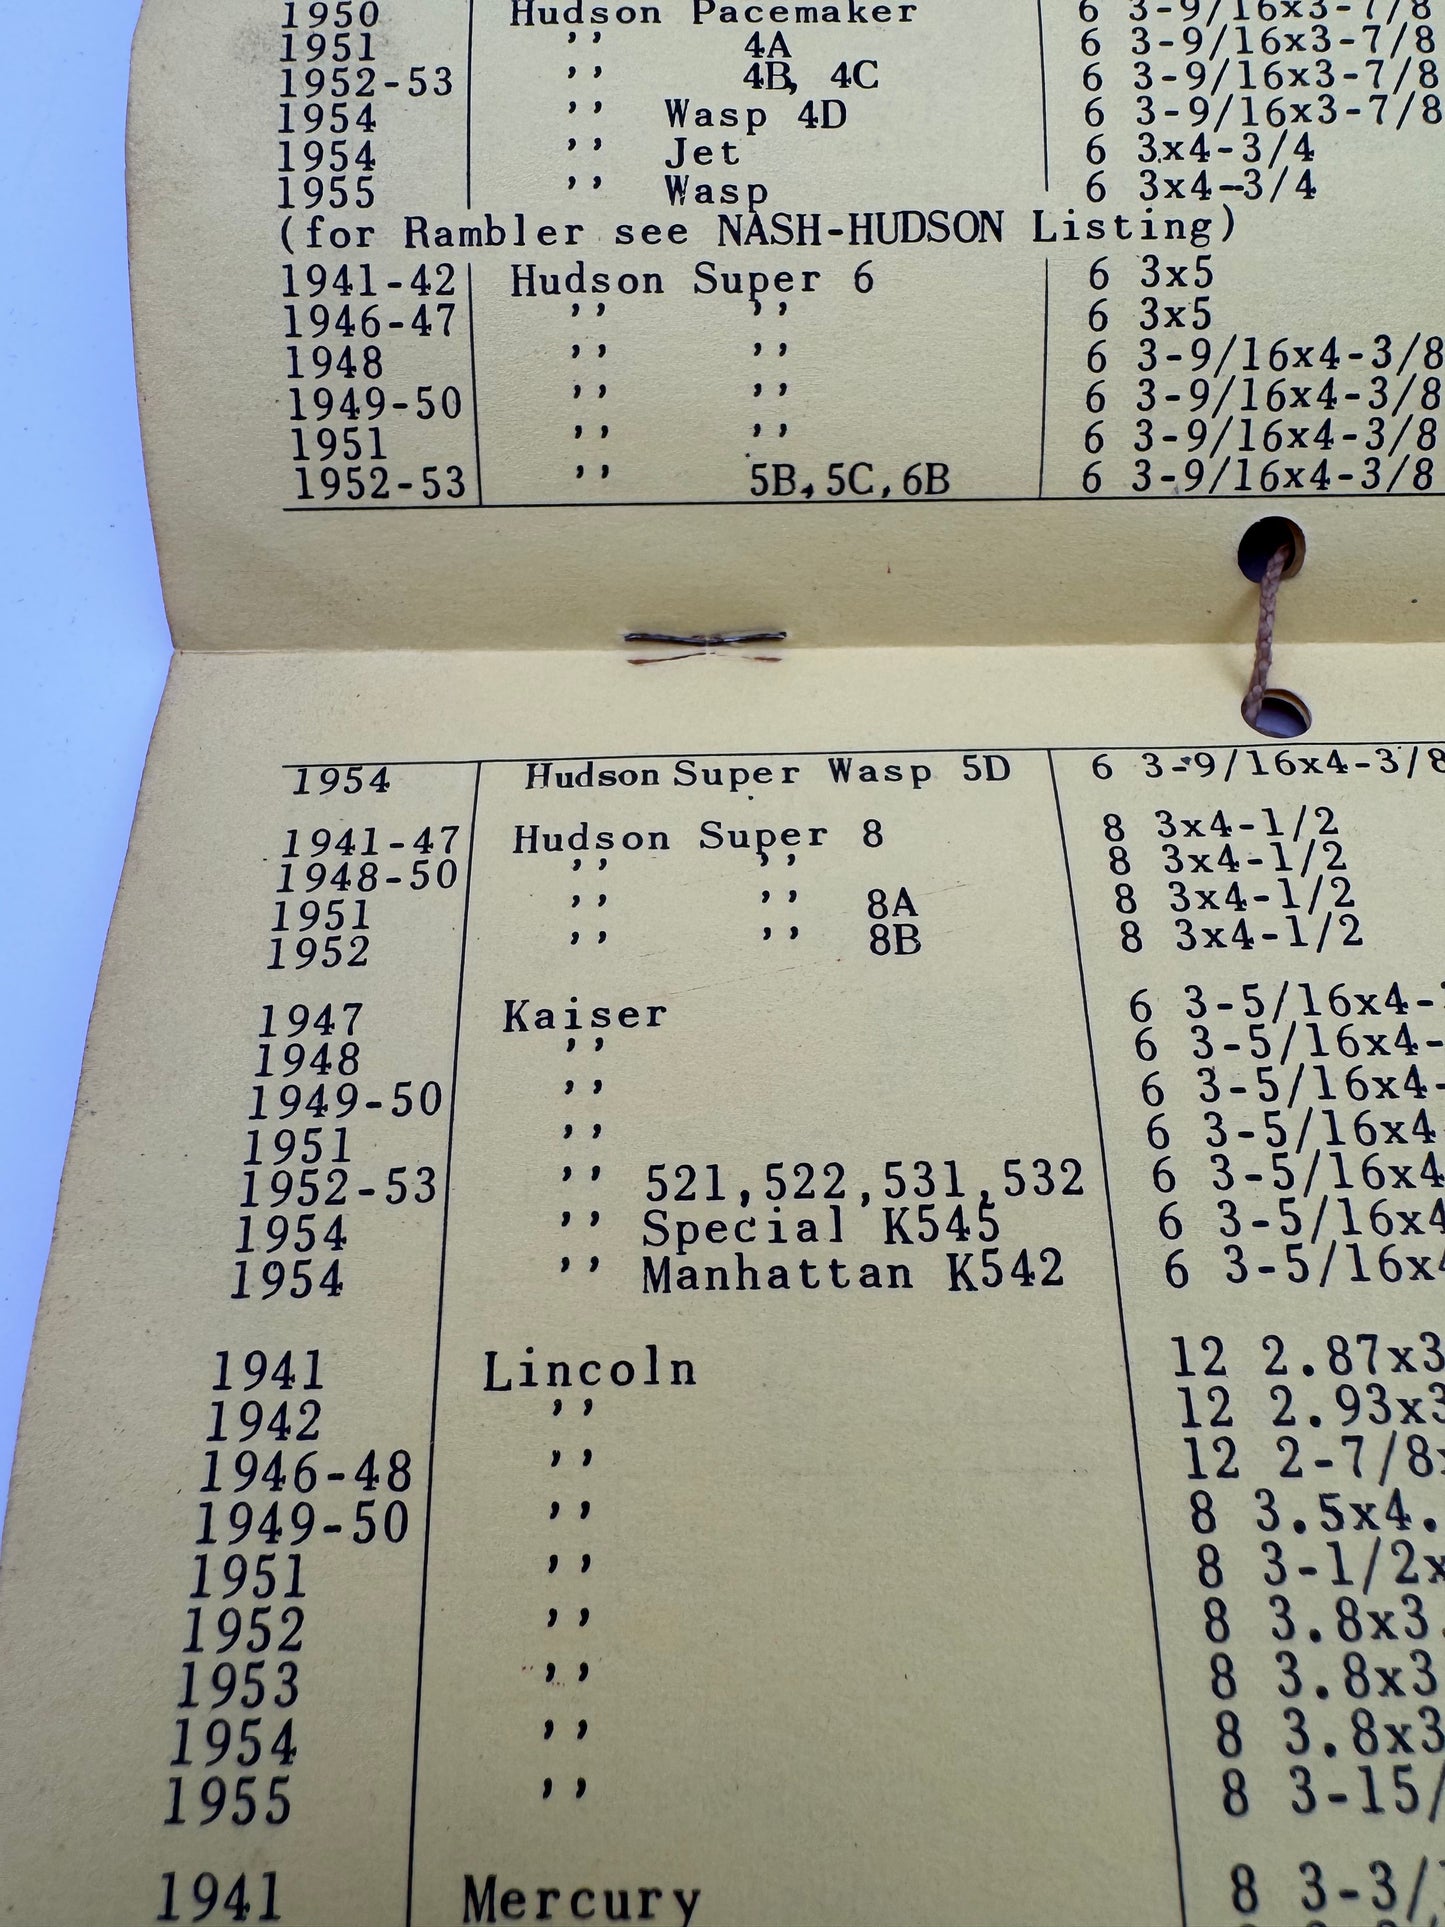 1950 Hudson Pacemaker 6 3-9/16x3-7/8
1951 ,, 4A 6 3-9/16x3-7/8
1952-53 ,, 4B, 4C 6 3-9/16x3-7/8
1954 ,, Wasp 4D 6 3-9/16x3-7/8
1954 ,, Jet 6 3x4-3/4
1955 ,, Wasp 6 3x4-3/4
(for Rambler see NASH-HUDSON Listing)
1941-42 Hudson Super 6 6 3x5
1946-47 ,, ,, 6 3x5
1948 ,, ,, 6 3-9/16x4-3/8
1949-50 ,, ,, 6 3-9/16x4-3/8
1951 ,, ,, 6 3-9/16x4-3/8
1952-53 ,, 5B,5C,6B 6 3-9/16x4-3/8
1954 Hudson Super Wasp 5D 6 3-9/16x4-3/8
1941-47 Hudson Super 8 8 3x4-1/2
1948-50 ,, ,, 8 3x4-1/2
1951 ,, ,, 8A 8 3x4-1/2
1952 ,, ,, 8B 8 3x4-1/2
1947 Kaiser 6 3-5/16x4-
1948 ,, 6 3-5/16x4-
1949-50 ,, 6 3-5/16x4-
1951 ,, 6 3-5/16x4
1952-53 ,, 521,522,531,532 6 3-5/16x4
1954 ,, Special K545 6 3-5/16x4
1954 ,, Manhattan K542 6 3-5/16x4
1941 Lincoln 12 2.87x3
1942 ,, 12 2.93x3
1946-48 ,, 12 2-7/8x
1949-50 ,, 8 3.5x4.
1951 ,, 8 3-1/2x
1952 ,, 8 3.8x3.
1953 ,, 8 3.8x3
1954 ,, 8 3.8x3
1955 ,, 8 3-15/
1941 Mercury 8 3-3/